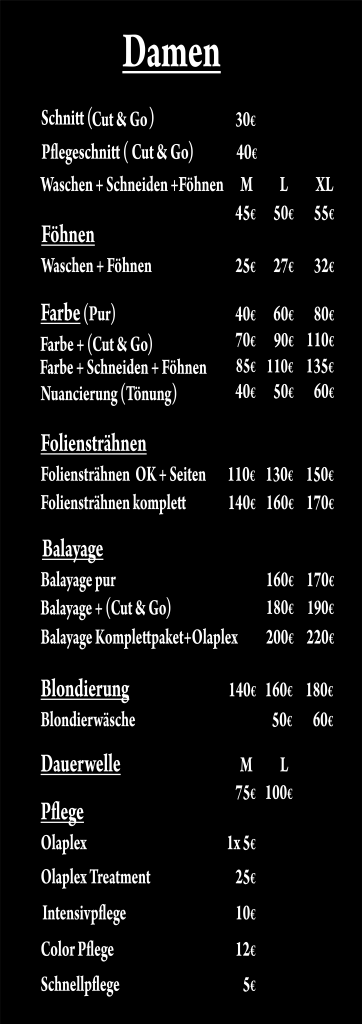 Damen
Schnitt (Cut & Go) 30€
Pflegeschnitt ( Cut & Go) 40€
Waschen + Schneiden +Föhnen M L XL
45€ 50€ 55€
Föhnen
Waschen + Föhnen 25€ 27€ 32€
Farbe (Pur) 40€ 60€ 80€
Farbe + (Cut & Go) 70€ 90€ 110€
Farbe + Schneiden + Föhnen 85€ 110€ 135€
Nuancierung (Tönung) 40€ 50€ 60€
Foliensträhnen
Foliensträhnen OK + Seiten 110€ 130€ 150€
Foliensträhnen komplett 140€ 160€ 170€
Balayage
Balayage pur 160€ 170€
Balayage + (Cut & Go) 180€ 190€
Balayage Komplettpaket+Olaplex 200€ 220€
Blondierung 140€ 160€ 180€
Blondierwäsche 50€ 60€
Dauerwelle M L
75€ 100€
Pflege
Olaplex 1x 5€
Olaplex Treatment 25€
Intensivpflege 10€
Color Pflege 12€
Schnellpflege 5€